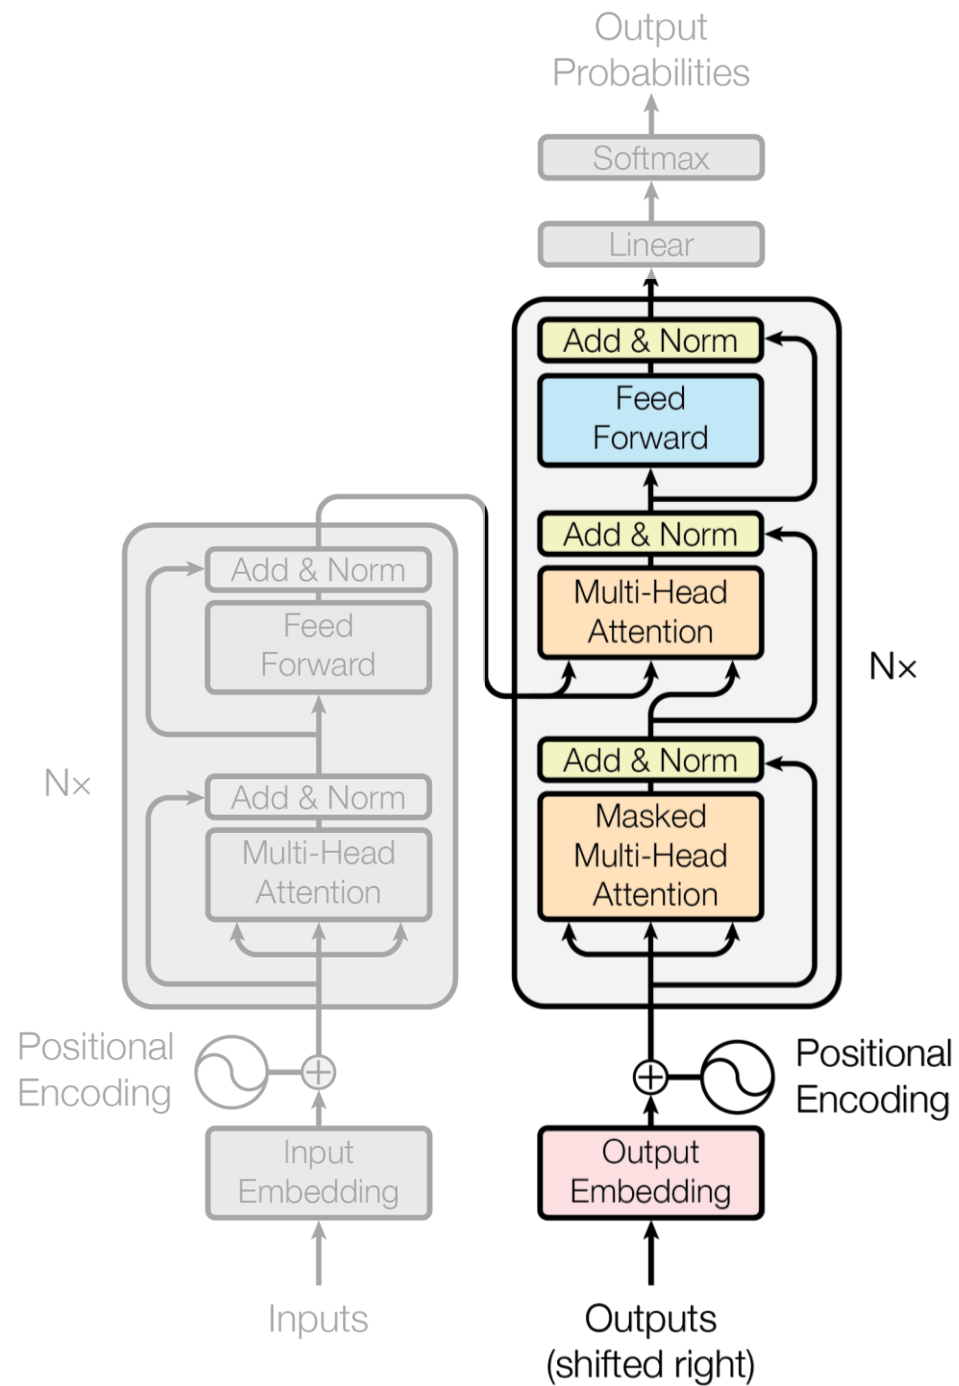 Output
Probabilities
Softmax
Linear
Add & Norm
Feed
Forward
Add & Norm
Multi-Head
Attention
Add & Norm
Masked
Multi-Head
Attention
N×
Positional
Encoding
Output
Embedding
Outputs
(shifted right)
Add & Norm
Feed
Forward
Add & Norm
Multi-Head
Attention
N×
Positional
Encoding
Input
Embedding
Inputs